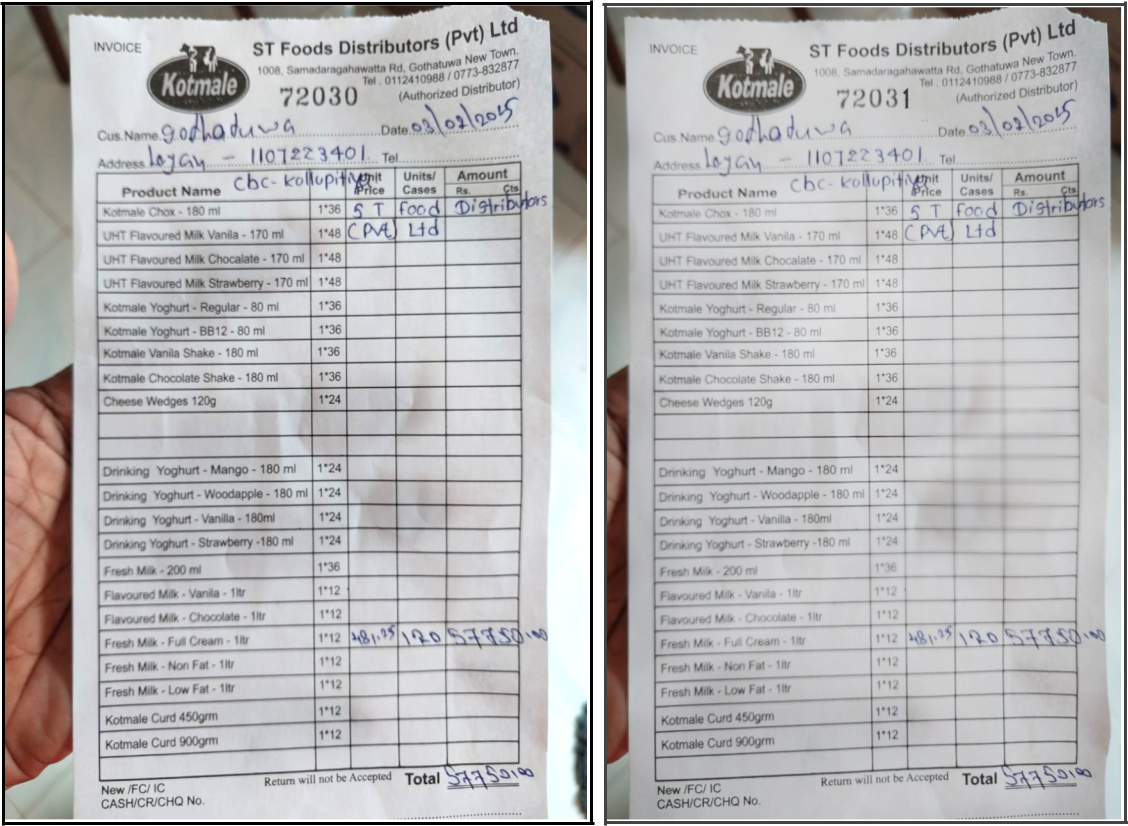 INVOICE
Kotmale
ST Foods Distributors (Pvt) Ltd
1008, Samadaragahawatta Rd, Gothatuwa New Town.
Tel . 0112410988 / 0773-832877
72030
(Authorized Distributor)
Cus.Name godhaduwa Date 03/02/2025
Address Loyan - 1107223401 Tel
cbc- kollupitiya
Product Name Unit Price Units/Cases Amount Rs. Cts
Kotmale Chox - 180 ml 1*36 S T Food Distributors
UHT Flavoured Milk Vanila - 170 ml 1*48 (Pvt) Ltd
UHT Flavoured Milk Chocalate - 170 ml 1*48
UHT Flavoured Milk Strawberry - 170 ml 1*48
Kotmale Yoghurt - Regular - 80 ml 1*36
Kotmale Yoghurt - BB12 - 80 ml 1*36
Kotmale Vanila Shake - 180 ml 1*36
Kotmale Chocolate Shake - 180 ml 1*36
Cheese Wedges 120g 1*24
Drinking Yoghurt - Mango - 180 ml 1*24
Drinking Yoghurt - Woodapple - 180 ml 1*24
Drinking Yoghurt - Vanilla - 180ml 1*24
Drinking Yoghurt - Strawberry -180 ml 1*24
Fresh Milk - 200 ml 1*36
Flavoured Milk - Vanila - 1ltr 1*12
Flavoured Milk - Chocolate - 1ltr 1*12
Fresh Milk - Full Cream - 1ltr 1*12 481.25 120 57750.00
Fresh Milk - Non Fat - 1ltr 1*12
Fresh Milk - Low Fat - 1ltr 1*12
Kotmale Curd 450grm 1*12
Kotmale Curd 900grm 1*12
Return will not be Accepted Total 57750.00
New /FC/ IC
CASH/CR/CHQ No.
INVOICE
Kotmale
ST Foods Distributors (Pvt) Ltd
1008, Samadaragahawatta Rd, Gothatuwa New Town.
Tel . 0112410988 / 0773-832877
72031
(Authorized Distributor)
Cus.Name godhaduwa Date 03/02/2025
Address Loyan - 1107223401 Tel
cbc- kollupitiya
Product Name Unit Price Units/Cases Amount Rs. Cts
Kotmale Chox - 180 ml 1*36 S T Food Distributors
UHT Flavoured Milk Vanila - 170 ml 1*48 (Pvt) Ltd
UHT Flavoured Milk Chocalate - 170 ml 1*48
UHT Flavoured Milk Strawberry - 170 ml 1*48
Kotmale Yoghurt - Regular - 80 ml 1*36
Kotmale Yoghurt - BB12 - 80 ml 1*36
Kotmale Vanila Shake - 180 ml 1*36
Kotmale Chocolate Shake - 180 ml 1*36
Cheese Wedges 120g 1*24
Drinking Yoghurt - Mango - 180 ml 1*24
Drinking Yoghurt - Woodapple - 180 ml 1*24
Drinking Yoghurt - Vanilla - 180ml 1*24
Drinking Yoghurt - Strawberry -180 ml 1*24
Fresh Milk - 200 ml 1*36
Flavoured Milk - Vanila - 1ltr 1*12
Flavoured Milk - Chocolate - 1ltr 1*12
Fresh Milk - Full Cream - 1ltr 1*12 481.25 120 57750.00
Fresh Milk - Non Fat - 1ltr 1*12
Fresh Milk - Low Fat - 1ltr 1*12
Kotmale Curd 450grm 1*12
Kotmale Curd 900grm 1*12
Return will not be Accepted Total 57750.00
New /FC/ IC
CASH/CR/CHQ No.